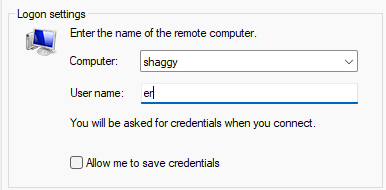 Logon settings
Enter the name of the remote computer.
Computer: shaggy
User name: er
You will be asked for credentials when you connect.
Allow me to save credentials